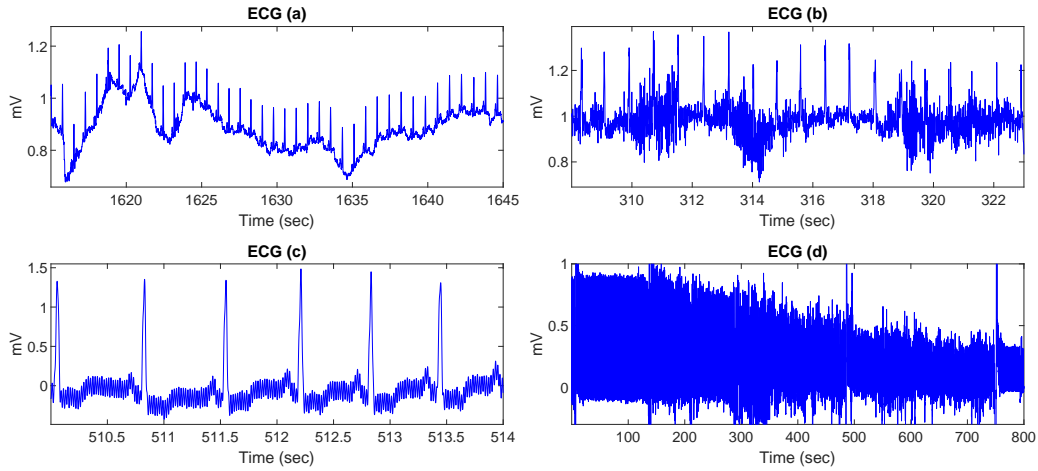 ECG (a)
1.2
1
0.8
mV
1620 1625 1630 1635 1640 1645
Time (sec)
ECG (b)
1.2
1
0.8
mV
310 312 314 316 318 320 322
Time (sec)
ECG (c)
1.5
1
0.5
0
mV
510.5 511 511.5 512 512.5 513 513.5 514
Time (sec)
ECG (d)
1
0.5
0
mV
100 200 300 400 500 600 700 800
Time (sec)